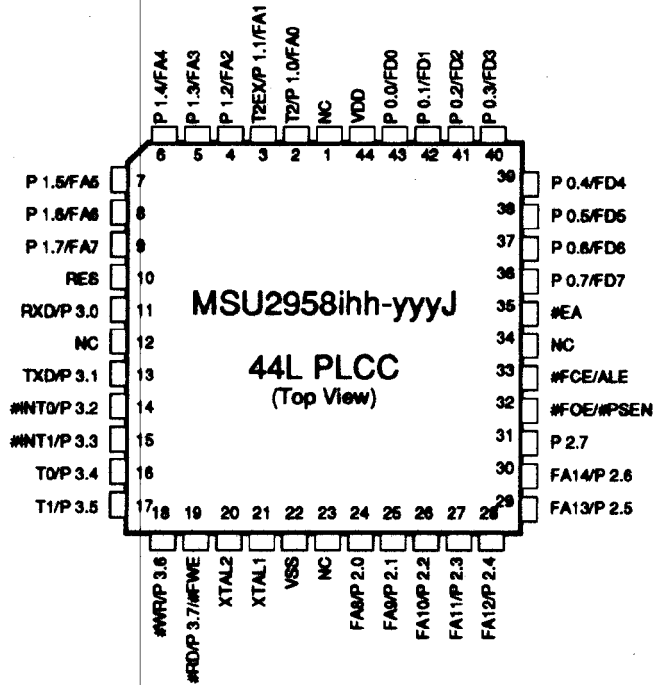 P 1.4/FA4
P 1.3/FA3
P 1.2/FA2
T2EX/P 1.1/FA1
T2/P 1.0/FA0
NC
VDD
P 0.0/FD0
P 0.1/FD1
P 0.2/FD2
P 0.3/FD3
6 5 4 3 2 1 44 43 42 41 40
P 1.5/FA5 7
P 1.6/FA6 8
P 1.7/FA7 9
RES 10
RXD/P 3.0 11
NC 12
TXD/P 3.1 13
#INT0/P 3.2 14
#INT1/P 3.3 15
T0/P 3.4 16
T1/P 3.5 17
MSU2958ihh-yyyJ
44L PLCC
(Top View)
39 P 0.4/FD4
38 P 0.5/FD5
37 P 0.6/FD6
36 P 0.7/FD7
35 #EA
34 NC
33 #FCE/ALE
32 #FOE/#PSEN
31 P 2.7
30 FA14/P 2.6
29 FA13/P 2.5
18 19 20 21 22 23 24 25 26 27 28
#WR/P 3.6
#RD/P 3.7/#FWE
XTAL2
XTAL1
VSS
NC
FA8/P 2.0
FA9/P 2.1
FA10/P 2.2
FA11/P 2.3
FA12/P 2.4